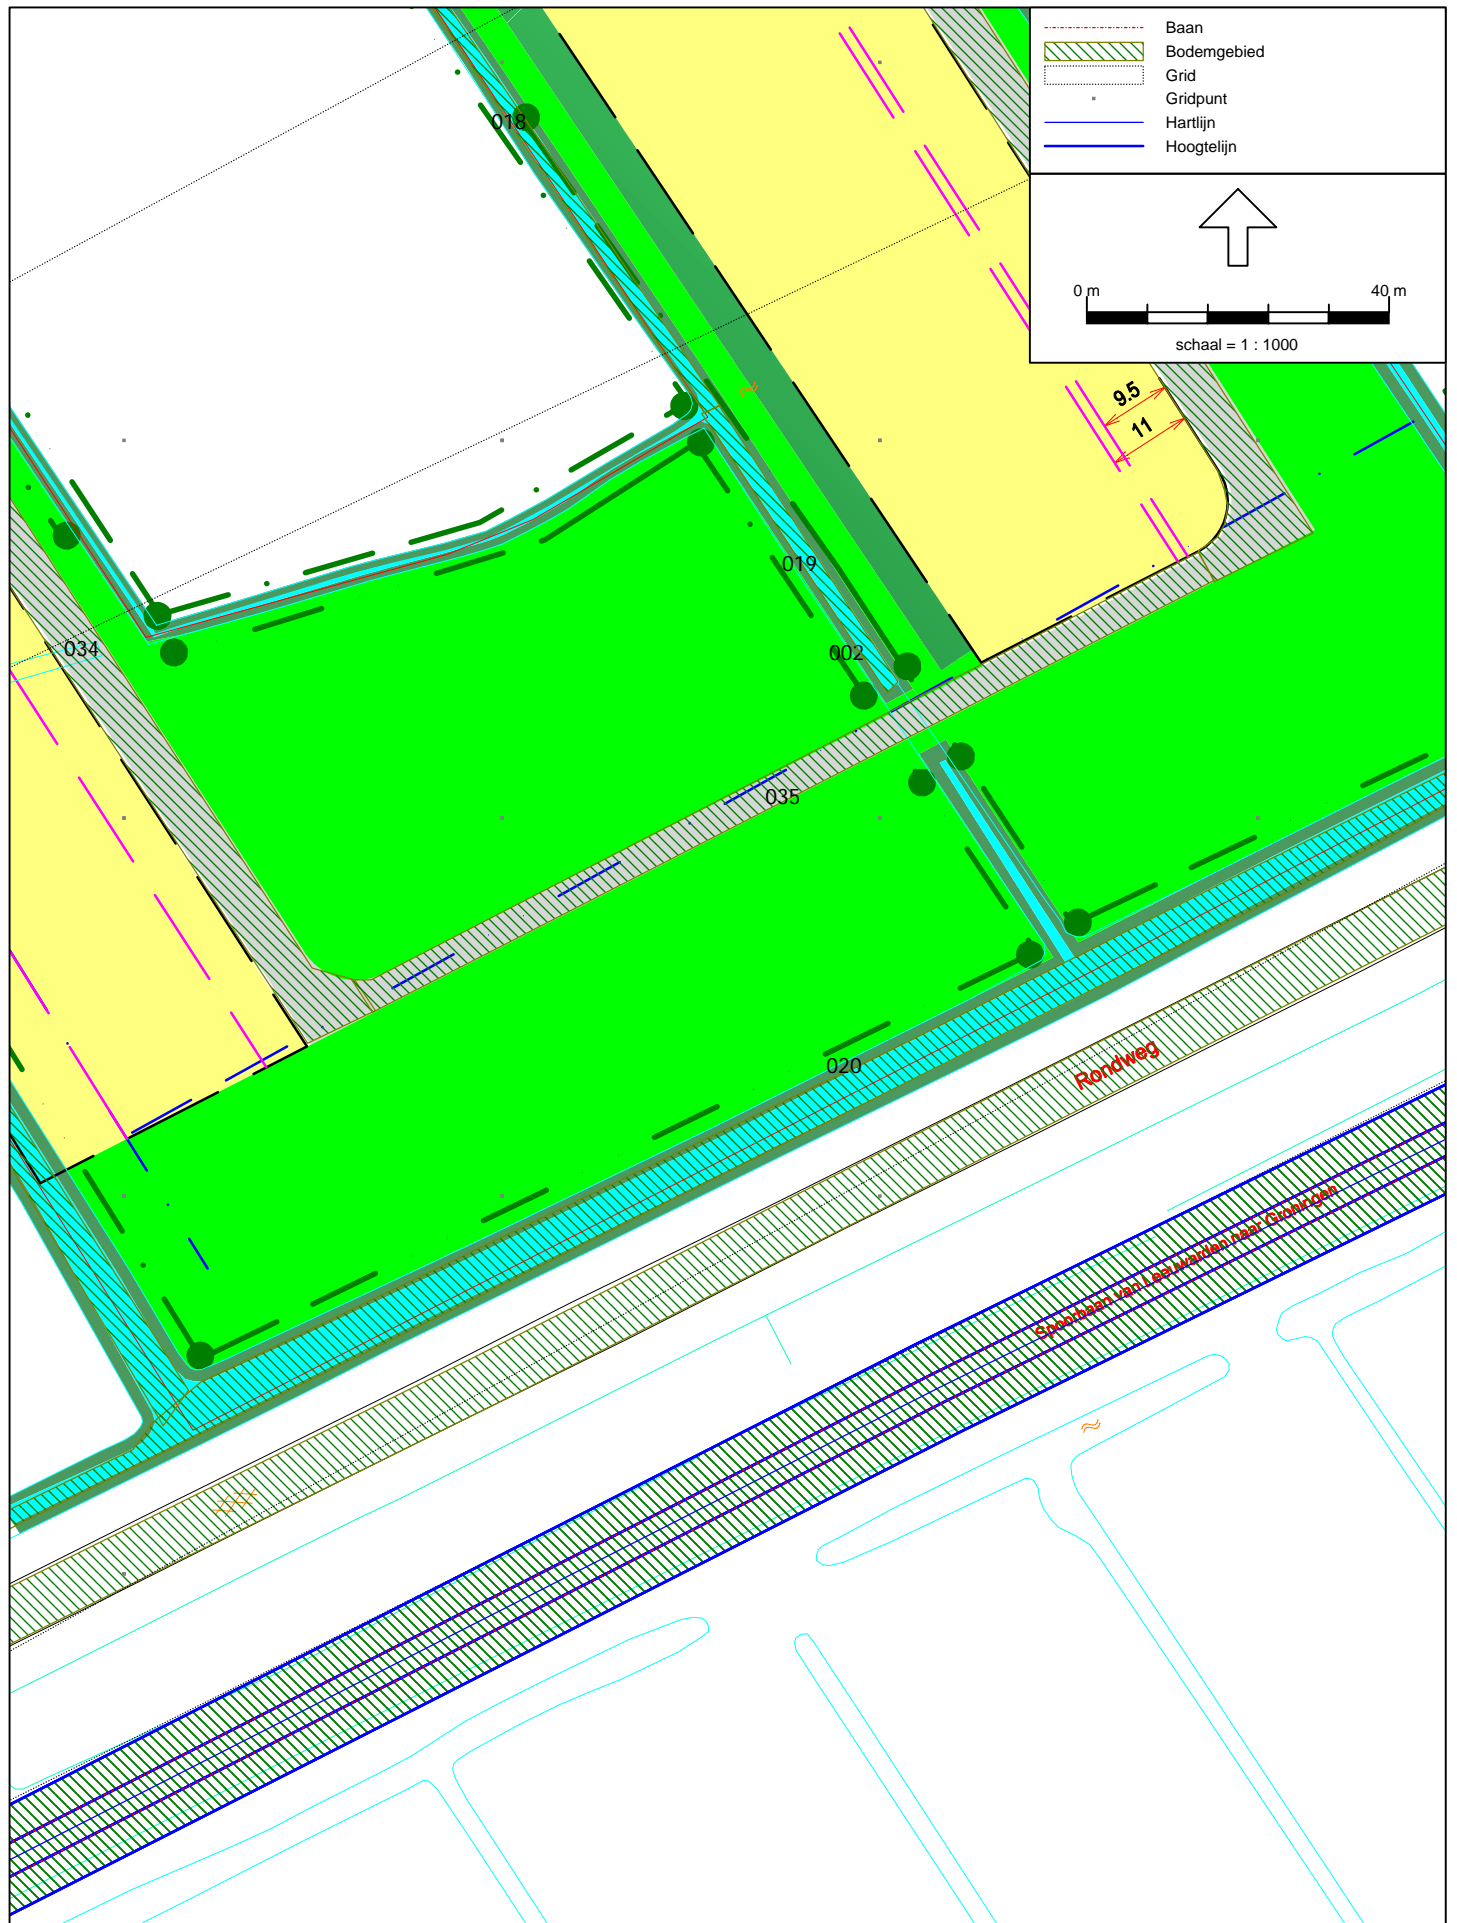 Baan
Bodemgebied
Grid
Gridpunt
Hartlijn
Hoogtelijn
0 m 40 m
schaal = 1 : 1000
018
9.5
11
019
034
002
035
020
Rondweg
Spoorbaan van Leeuwarden naar Groningen